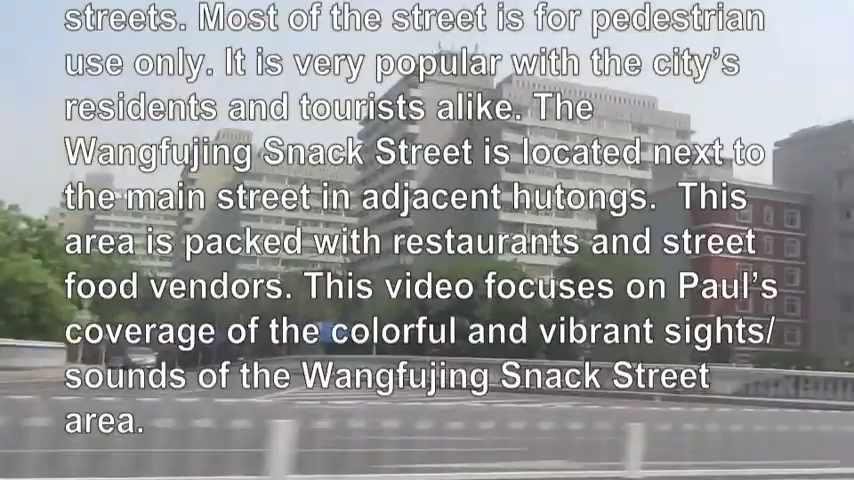 streets. Most of the street is for pedestrian
use only. It is very popular with the city’s
residents and tourists alike. The
Wangfujing Snack Street is located next to
the main street in adjacent hutongs.  This
area is packed with restaurants and street
food vendors. This video focuses on Paul’s
coverage of the colorful and vibrant sights/
sounds of the Wangfujing Snack Street
area.